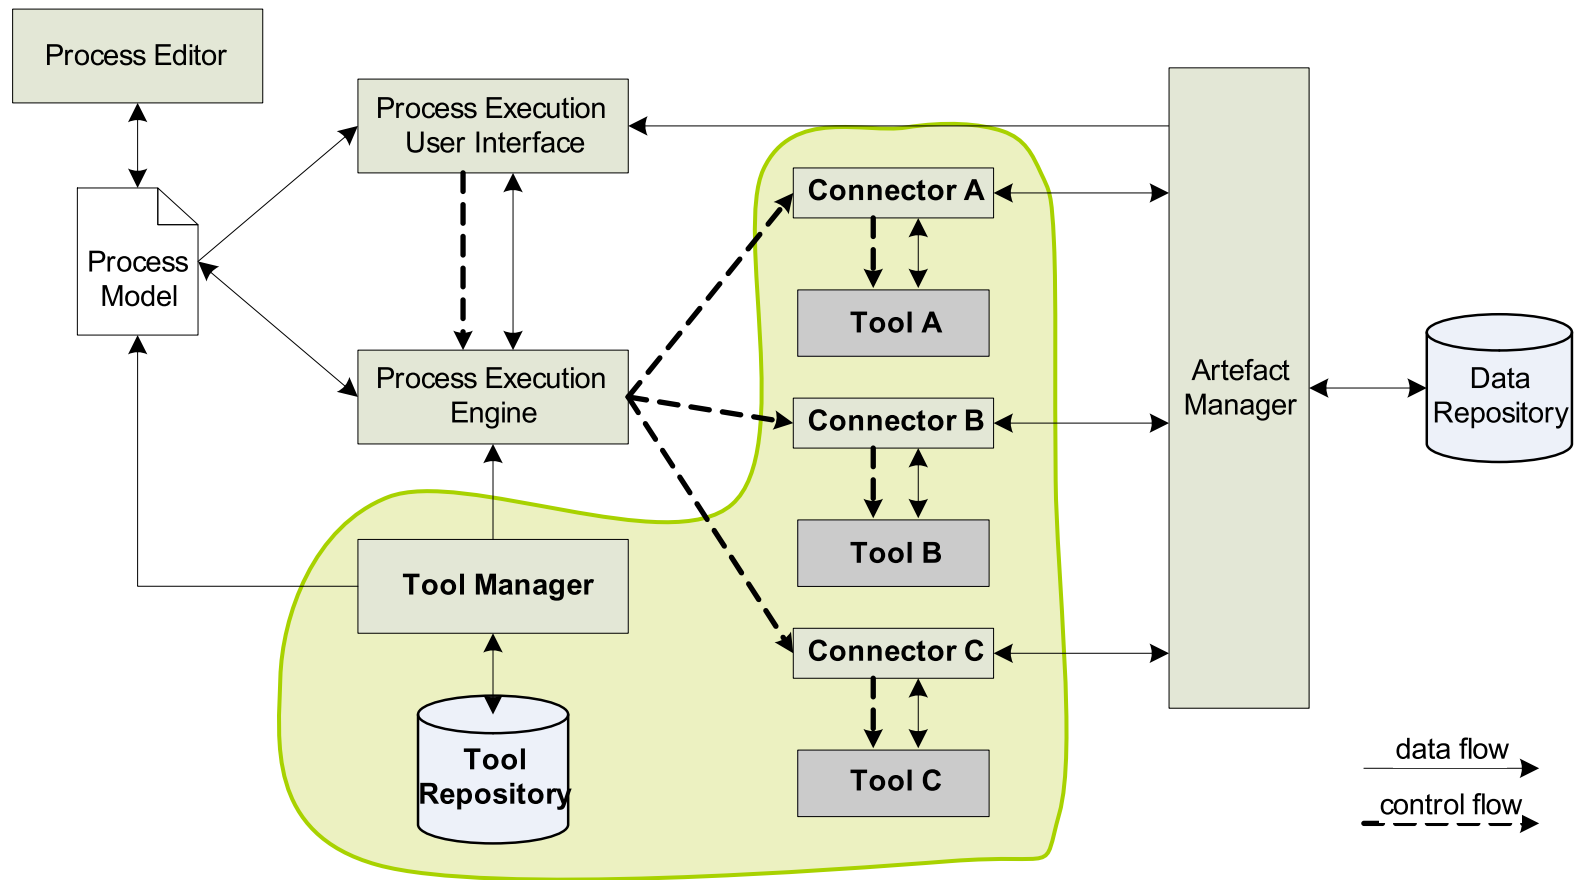 Process Editor
Process Execution
User Interface
Process
Model
Process Execution
Engine
Tool Manager
Tool
Repository
Connector A
Tool A
Connector B
Tool B
Connector C
Tool C
Artefact
Manager
Data
Repository
data flow
control flow